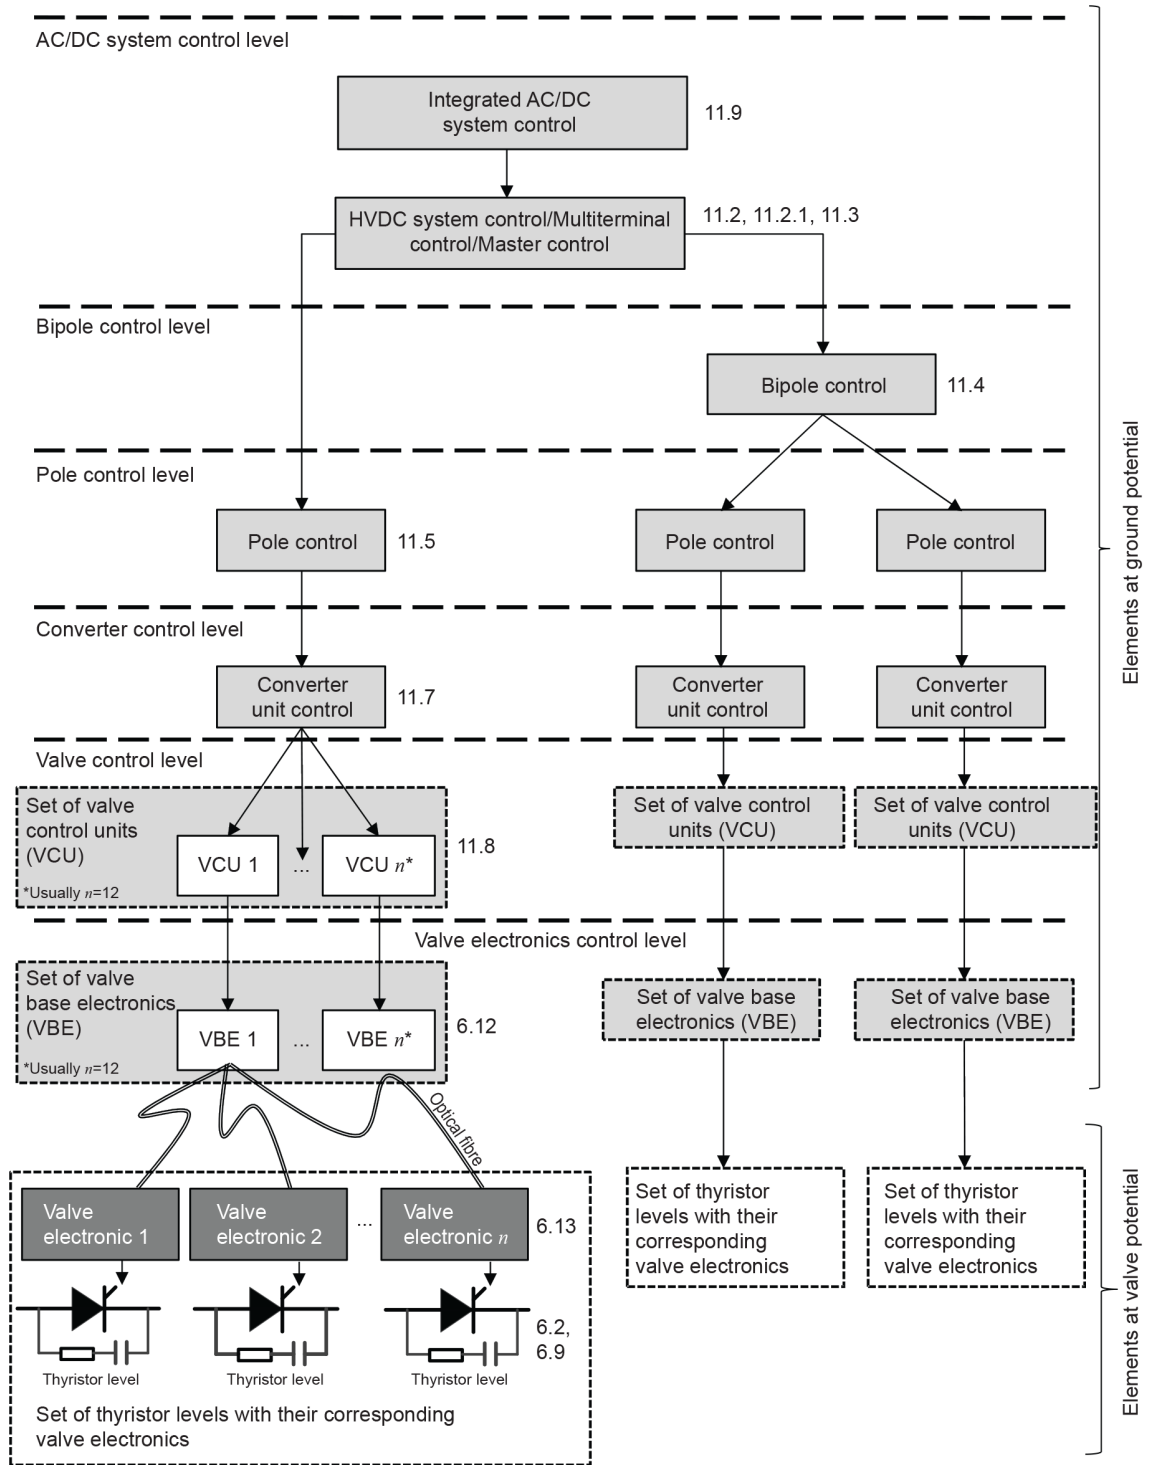 AC/DC system control level
Integrated AC/DC
system control
11.9
HVDC system control/Multiterminal
control/Master control
11.2, 11.2.1, 11.3
Bipole control level
Bipole control
11.4
Pole control level
Pole control
11.5
Pole control
Pole control
Converter control level
Converter
unit control
11.7
Converter
unit control
Converter
unit control
Valve control level
Set of valve
control units
(VCU)
*Usually n=12
VCU 1
...
VCU n*
11.8
Set of valve control
units (VCU)
Set of valve control
units (VCU)
Valve electronics control level
Set of valve
base electronics
(VBE)
*Usually n=12
VBE 1
...
VBE n*
6.12
Set of valve base
electronics (VBE)
Set of valve base
electronics (VBE)
Optical fibre
Valve
electronic 1
Valve
electronic 2
...
Valve
electronic n
6.13
Thyristor level
Thyristor level
Thyristor level
6.2,
6.9
Set of thyristor levels with their corresponding
valve electronics
Set of thyristor
levels with their
corresponding
valve electronics
Set of thyristor
levels with their
corresponding
valve electronics
Elements at ground potential
Elements at valve potential